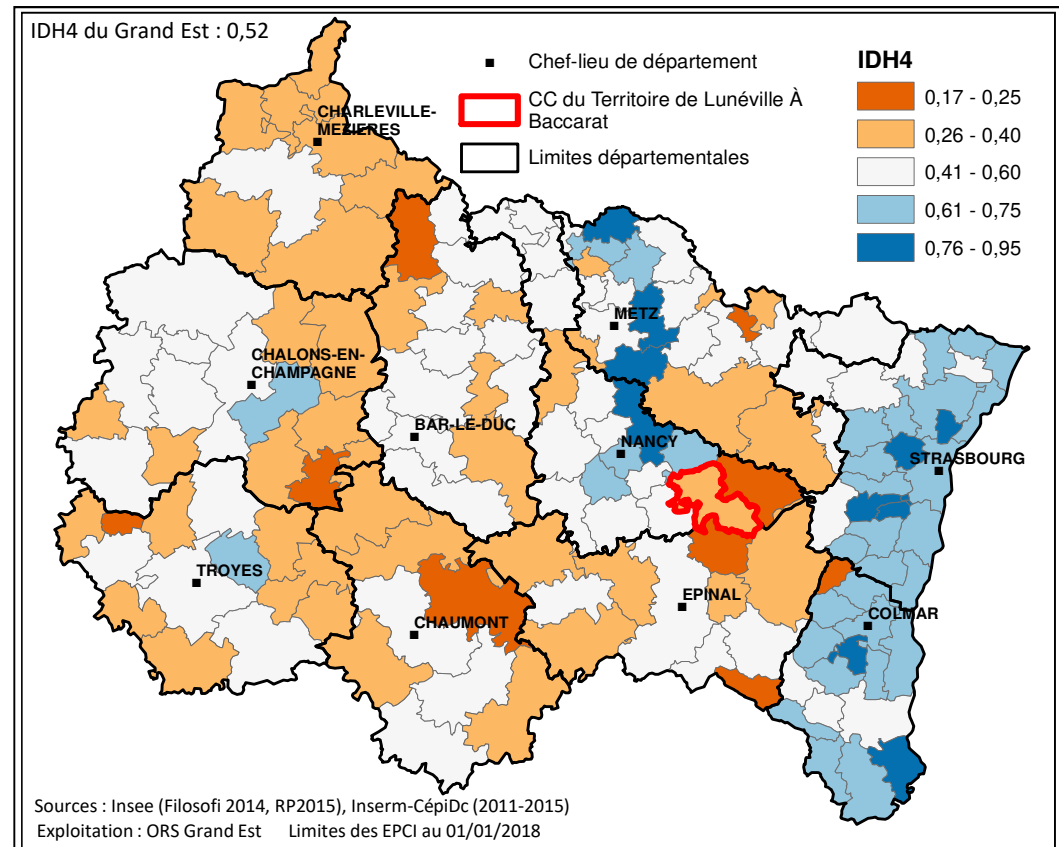 IDH4 du Grand Est : 0,52
Chef-lieu de département
CC du Territoire de Lunéville À
Baccarat
Limites départementales
IDH4
0,17 - 0,25
0,26 - 0,40
0,41 - 0,60
0,61 - 0,75
0,76 - 0,95
CHARLEVILLE-
MEZIERES
METZ
CHALONS-EN-
CHAMPAGNE
BAR-LE-DUC
NANCY
STRASBOURG
TROYES
EPINAL
CHAUMONT
COLMAR
Sources : Insee (Filosofi 2014, RP2015), Inserm-CépiDc (2011-2015)
Exploitation : ORS Grand Est Limites des EPCI au 01/01/2018